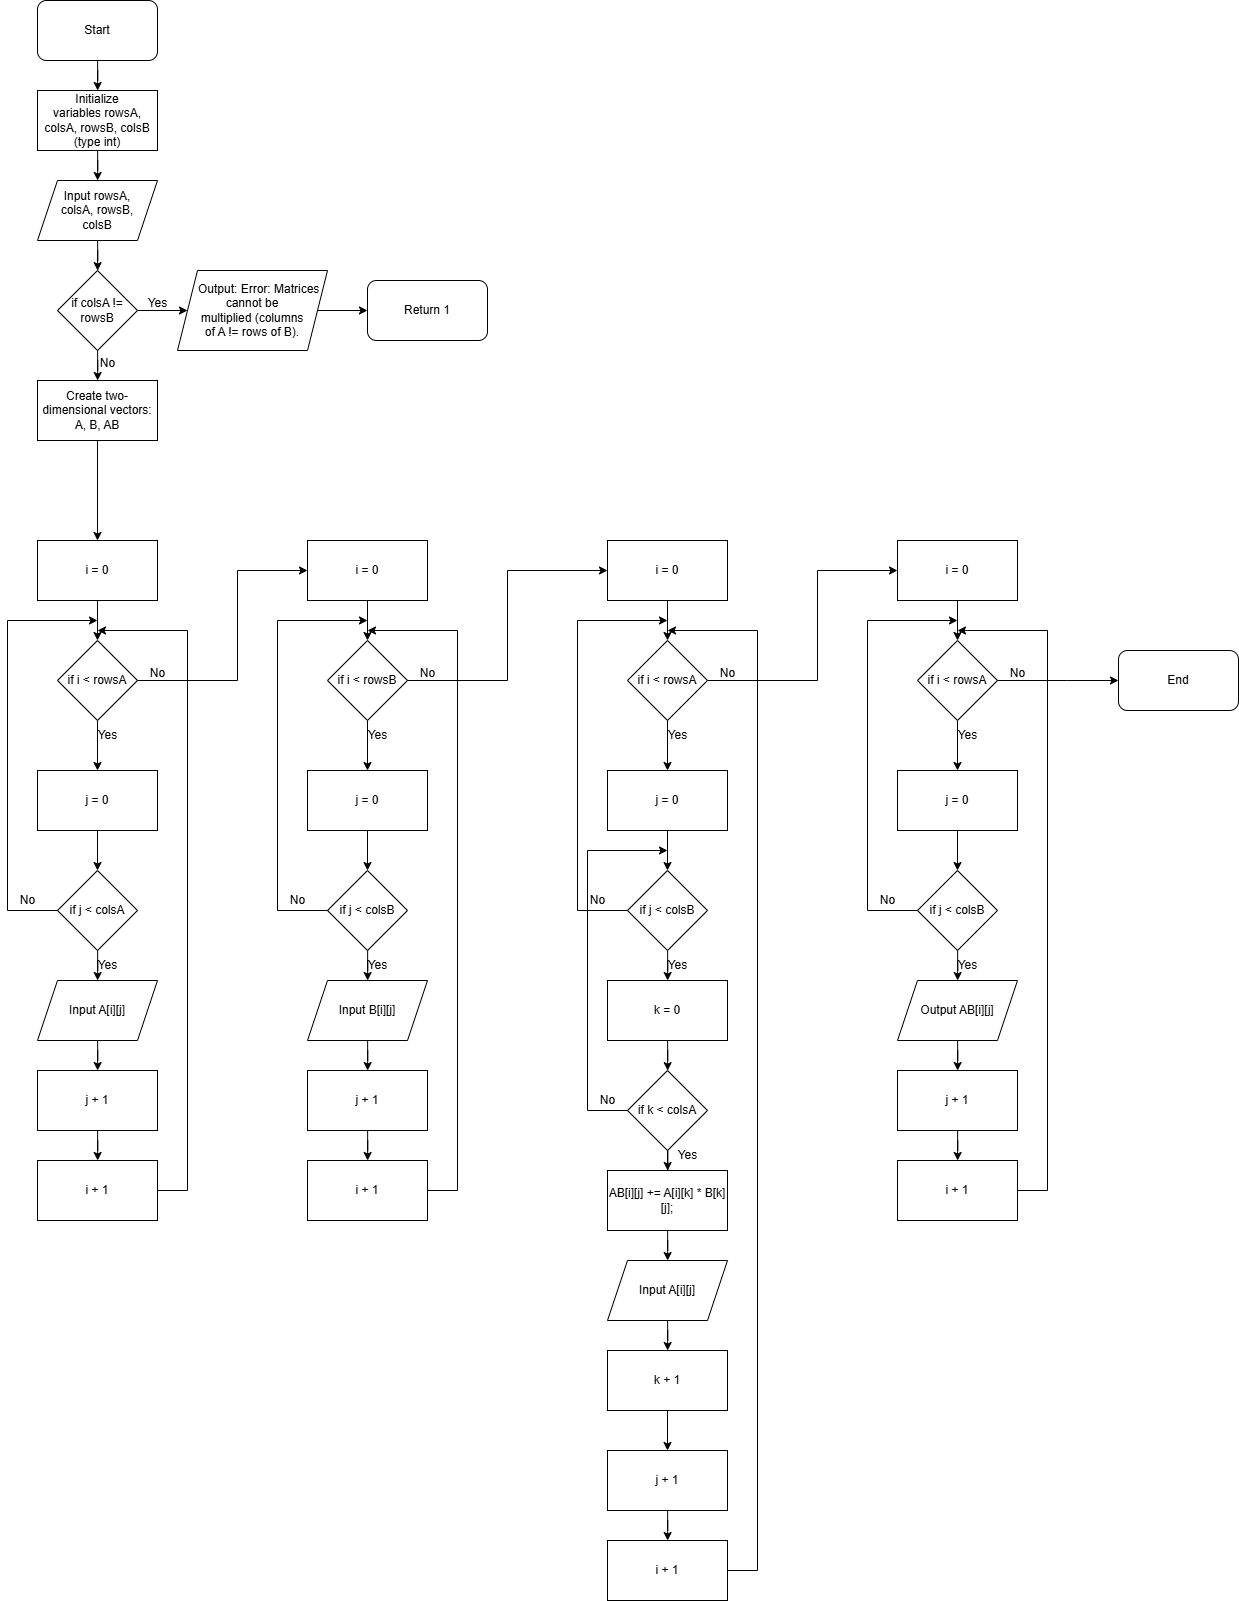 Start
Initialize
variables rowsA,
colsA, rowsB, colsB
(type int)
Input rowsA,
colsA, rowsB,
colsB
if colsA !=
rowsB
Yes
Output: Error: Matrices
cannot be
multiplied (columns
of A != rows of B).
Return 1
No
Create two-
dimensional vectors:
A, B, AB
i = 0
if i < rowsA
No
Yes
j = 0
if j < colsA
No
Yes
Input A[i][j]
j + 1
i + 1
i = 0
if i < rowsB
No
Yes
j = 0
if j < colsB
No
Yes
Input B[i][j]
j + 1
i + 1
i = 0
if i < rowsA
No
Yes
j = 0
if j < colsB
No
Yes
k = 0
if k < colsA
No
Yes
AB[i][j] += A[i][k] * B[k]
[j];
Input A[i][j]
k + 1
j + 1
i + 1
i = 0
if i < rowsA
No
Yes
j = 0
if j < colsB
No
Yes
Output AB[i][j]
j + 1
i + 1
End